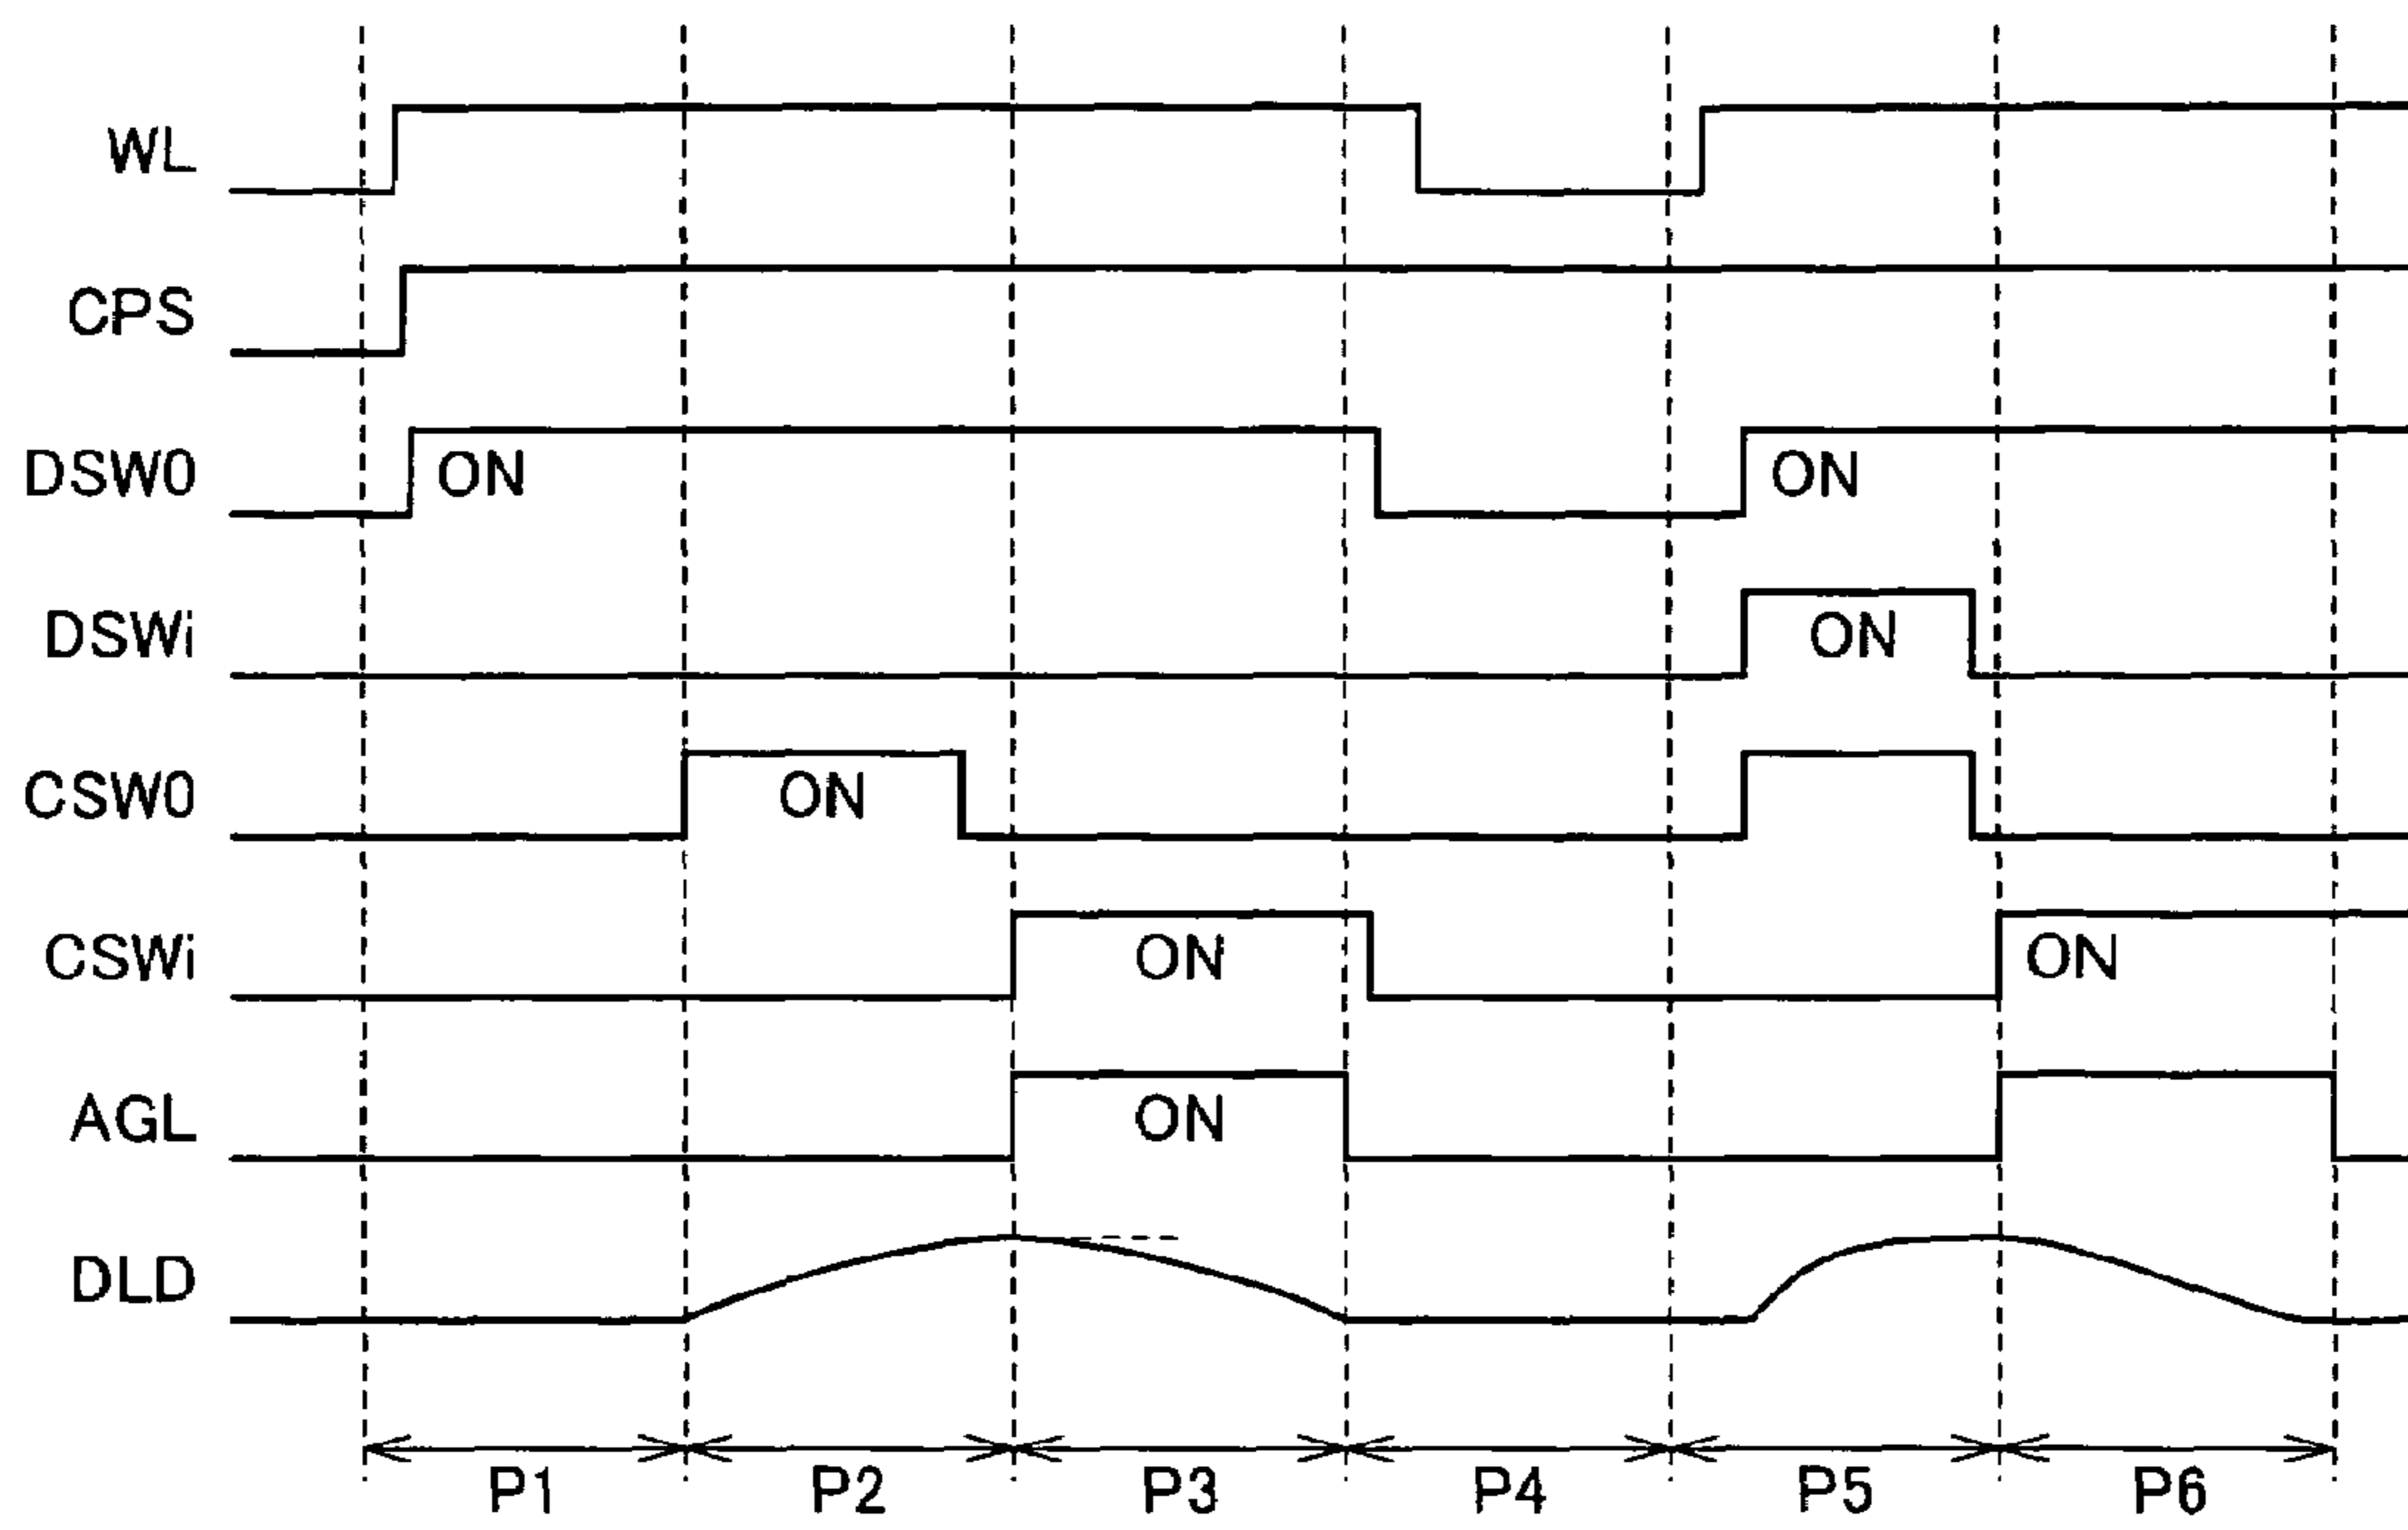 WL
CPS
DSW0 ON ON
DSWi ON
CSW0 ON
CSWi ON ON
AGL ON
DLD
P1 P2 P3 P4 P5 P6